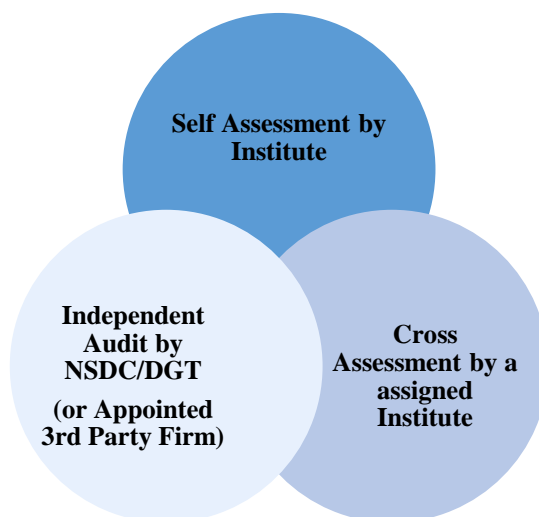 Self Assessment by
Institute
Independent
Audit by
NSDC/DGT
(or Appointed
3rd Party Firm)
Cross
Assessment by a
assigned
Institute